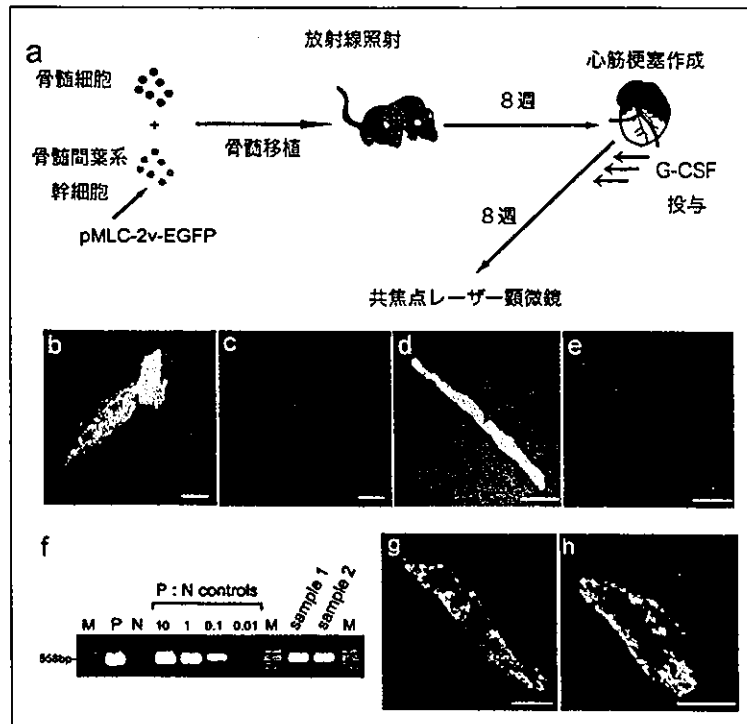 a
放射線照射
心筋梗塞作成
骨髄細胞
+
骨髄間葉系
幹細胞
pMLC-2v-EGFP
骨髄移植
8週
G-CSF
投与
8週
共焦点レーザー顕微鏡
b
c
d
e
f
P : N controls
M P N 10 1 0.1 0.01 M sample 1 sample 2 M
858bp
g
h